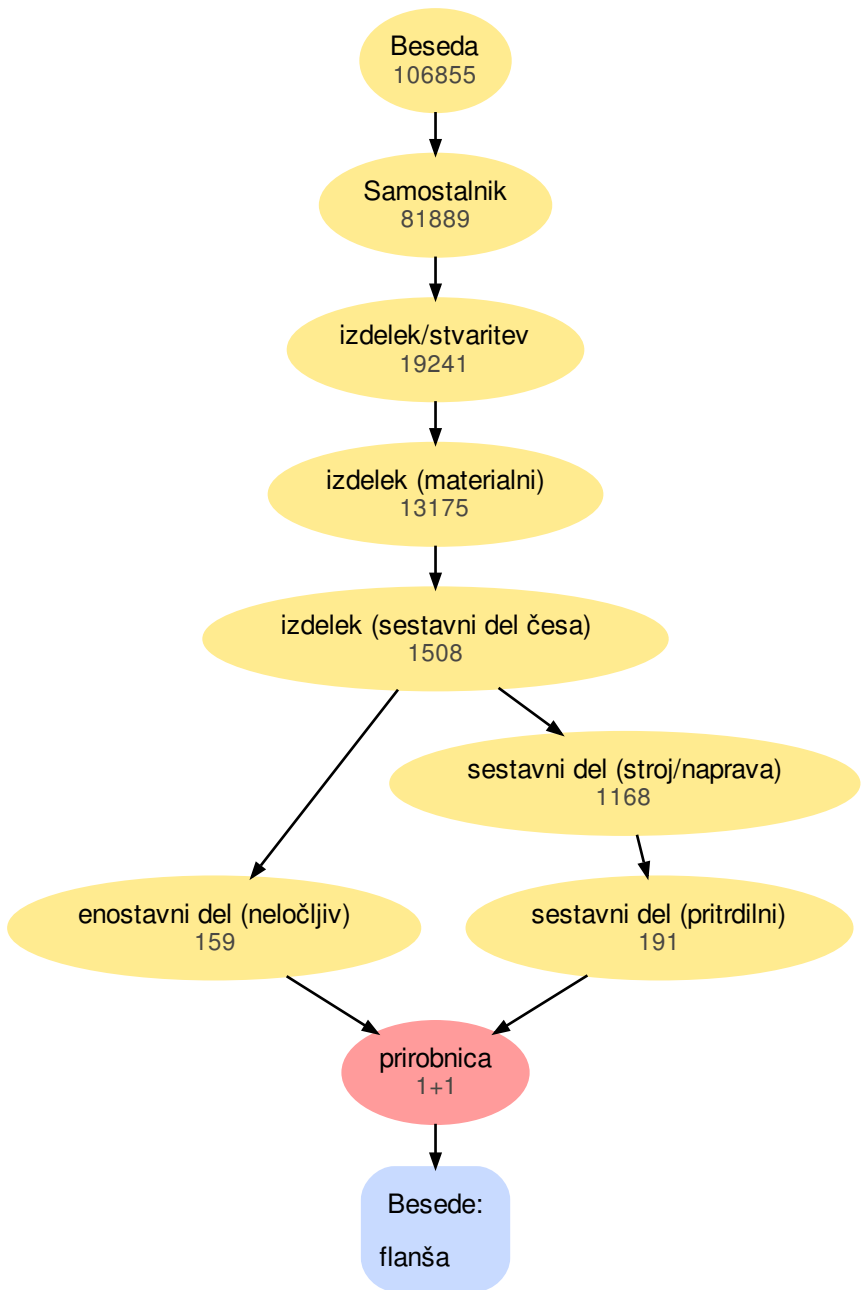 Beseda
106855
Samostalnik
81889
izdelek/stvaritev
19241
izdelek (materialni)
13175
izdelek (sestavni del česa)
1508
sestavni del (stroj/naprava)
1168
enostavni del (neločljiv)
159
sestavni del (pritrdilni)
191
prirobnica
1+1
Besede:
flanša